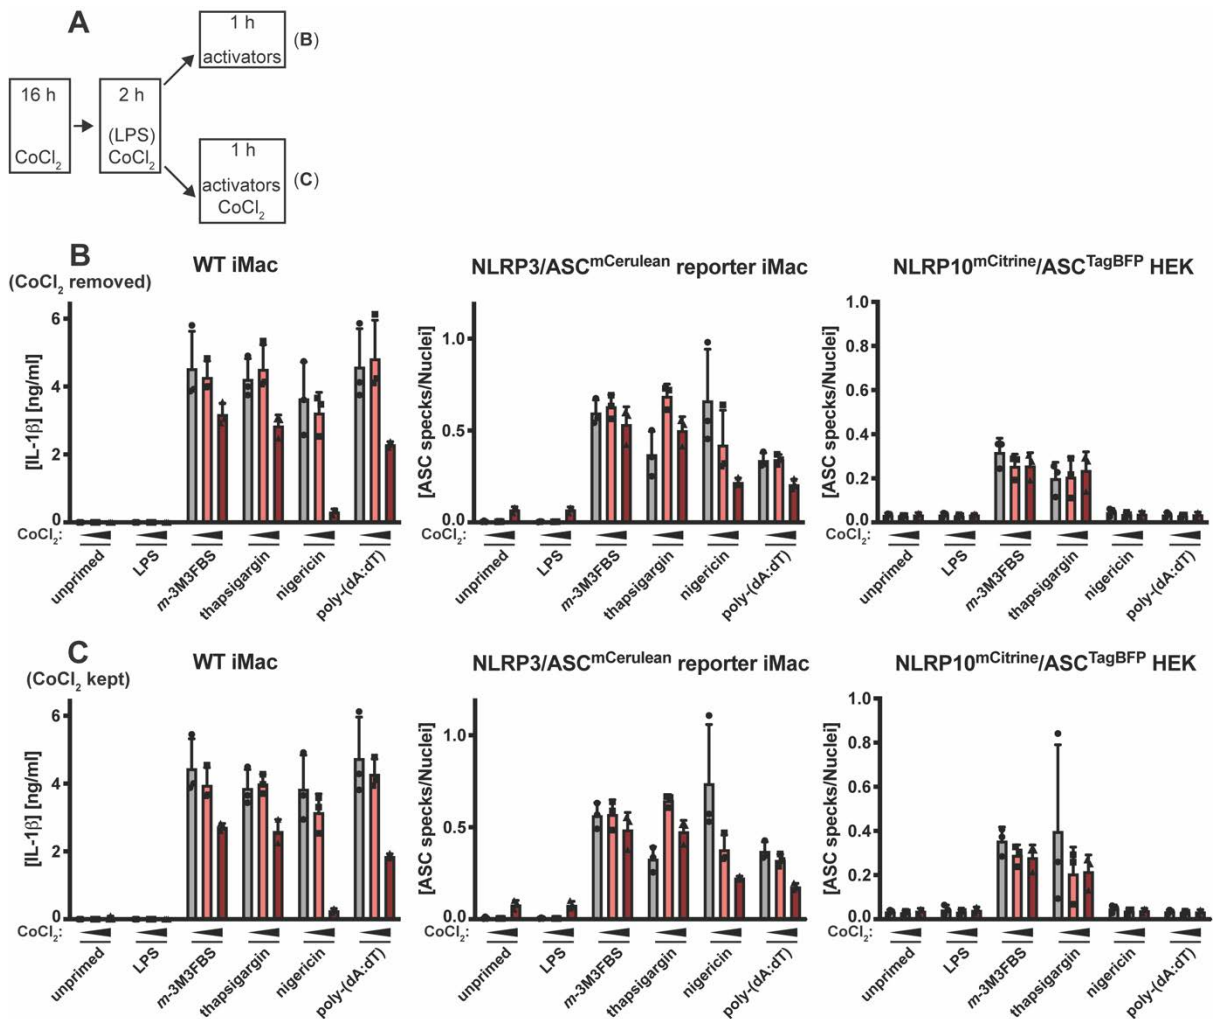 A
16 h
CoCl2
2 h
(LPS)
CoCl2
1 h
activators
(B)
1 h
activators
CoCl2
(C)
B
(CoCl2 removed)
WT iMac
[IL-1β] [ng/ml]
6
4
2
0
CoCl2:
unprimed
LPS
m-3M3FBS
thapsigargin
nigericin
poly-(dA:dT)
NLRP3/ASCmCerulean reporter iMac
[ASC specks/Nuclei]
1.0
0.5
0.0
CoCl2:
unprimed
LPS
m-3M3FBS
thapsigargin
nigericin
poly-(dA:dT)
NLRP10mCitrine/ASCTagBFP HEK
[ASC specks/Nuclei]
1.0
0.8
0.6
0.4
0.2
0.0
CoCl2:
unprimed
LPS
m-3M3FBS
thapsigargin
nigericin
poly-(dA:dT)
C
(CoCl2 kept)
WT iMac
[IL-1β] [ng/ml]
6
4
2
0
CoCl2:
unprimed
LPS
m-3M3FBS
thapsigargin
nigericin
poly-(dA:dT)
NLRP3/ASCmCerulean reporter iMac
[ASC specks/Nuclei]
1.0
0.5
0.0
CoCl2:
unprimed
LPS
m-3M3FBS
thapsigargin
nigericin
poly-(dA:dT)
NLRP10mCitrine/ASCTagBFP HEK
[ASC specks/Nuclei]
1.0
0.8
0.6
0.4
0.2
0.0
CoCl2:
unprimed
LPS
m-3M3FBS
thapsigargin
nigericin
poly-(dA:dT)